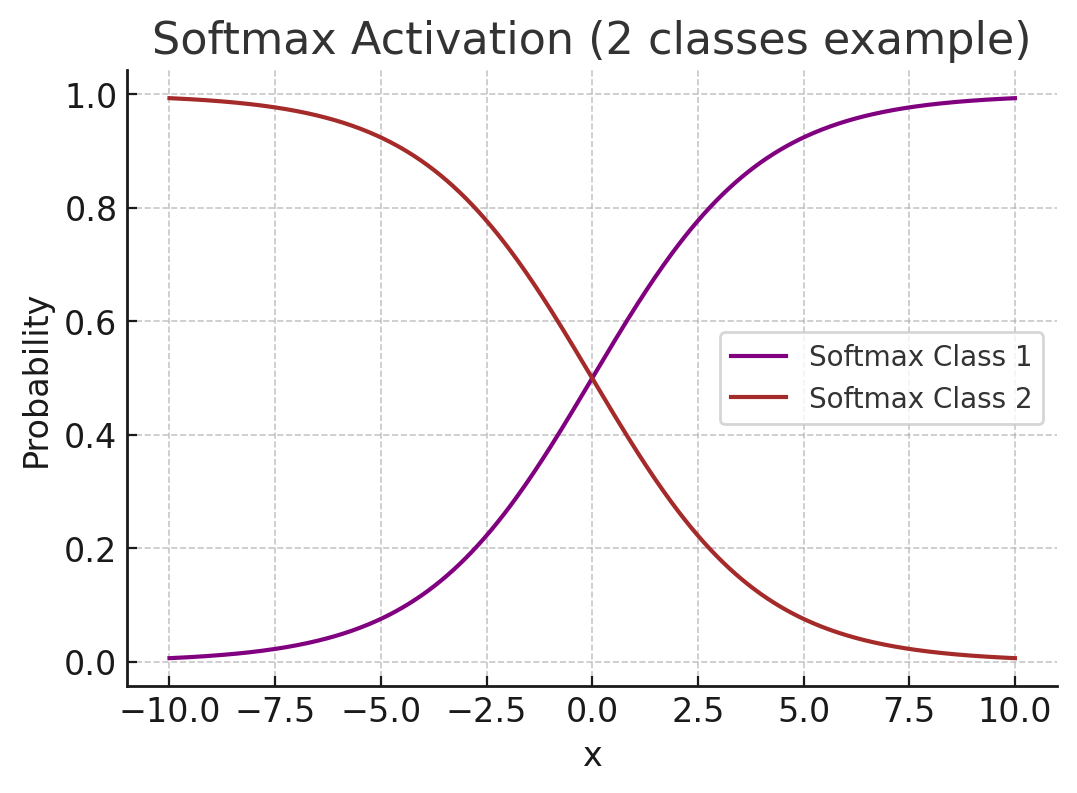 Softmax Activation (2 classes example)
1.0
0.8
0.6
0.4
0.2
0.0
Probability
Softmax Class 1
Softmax Class 2
−10.0 −7.5 −5.0 −2.5 0.0 2.5 5.0 7.5 10.0
x